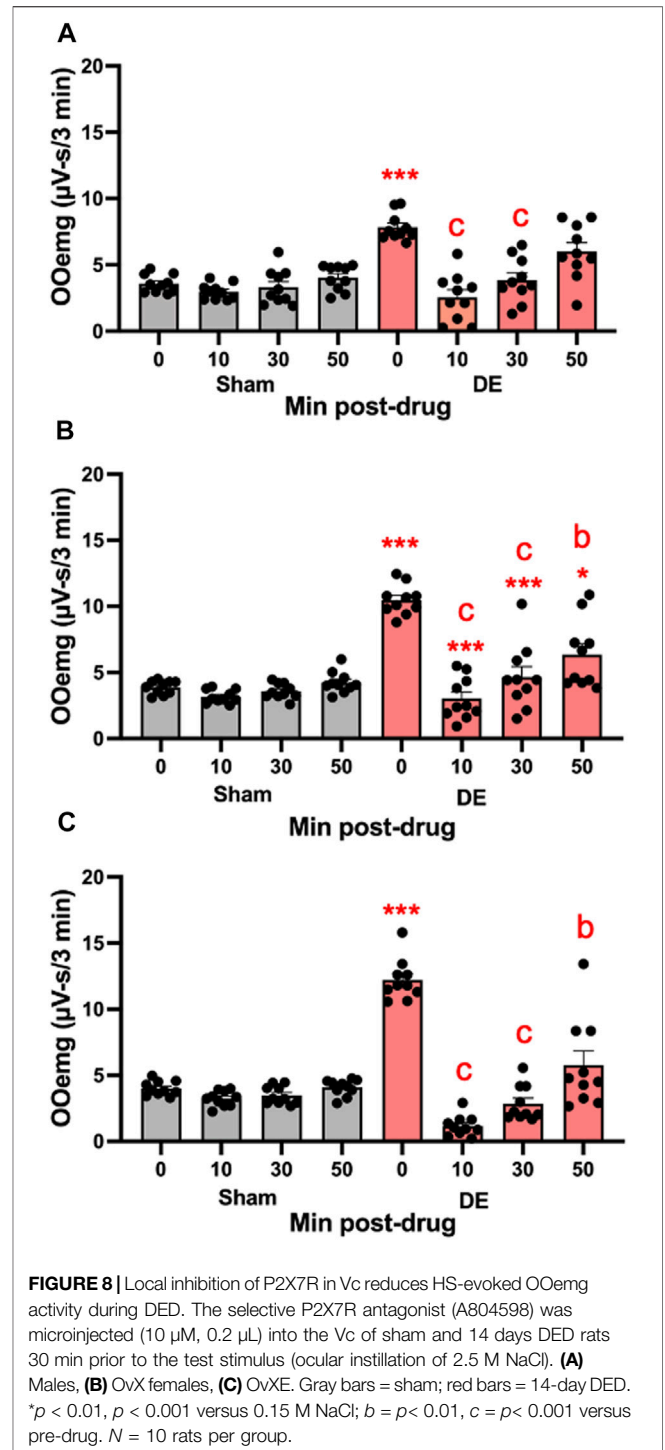 A
OOemg (µV-s/3 min)
20
15
10
5
0
***
c
c
0 10 30 50 0 10 30 50
Sham DE
Min post-drug
B
OOemg (µV-s/3 min)
20
15
10
5
0
***
c
***
c
***
b
*
0 10 30 50 0 10 30 50
Sham DE
Min post-drug
C
OOemg (µV-s/3 min)
20
15
10
5
0
***
c
c
b
0 10 30 50 0 10 30 50
Sham DE
Min post-drug
FIGURE 8 | Local inhibition of P2X7R in Vc reduces HS-evoked OOemg
activity during DED. The selective P2X7R antagonist (A804598) was
microinjected (10 µM, 0.2 µL) into the Vc of sham and 14 days DED rats
30 min prior to the test stimulus (ocular instillation of 2.5 M NaCl). (A)
Males, (B) OvX females, (C) OvXE. Gray bars = sham; red bars = 14-day DED.
*p < 0.01, p < 0.001 versus 0.15 M NaCl; b = p< 0.01, c = p< 0.001 versus
pre-drug. N = 10 rats per group.